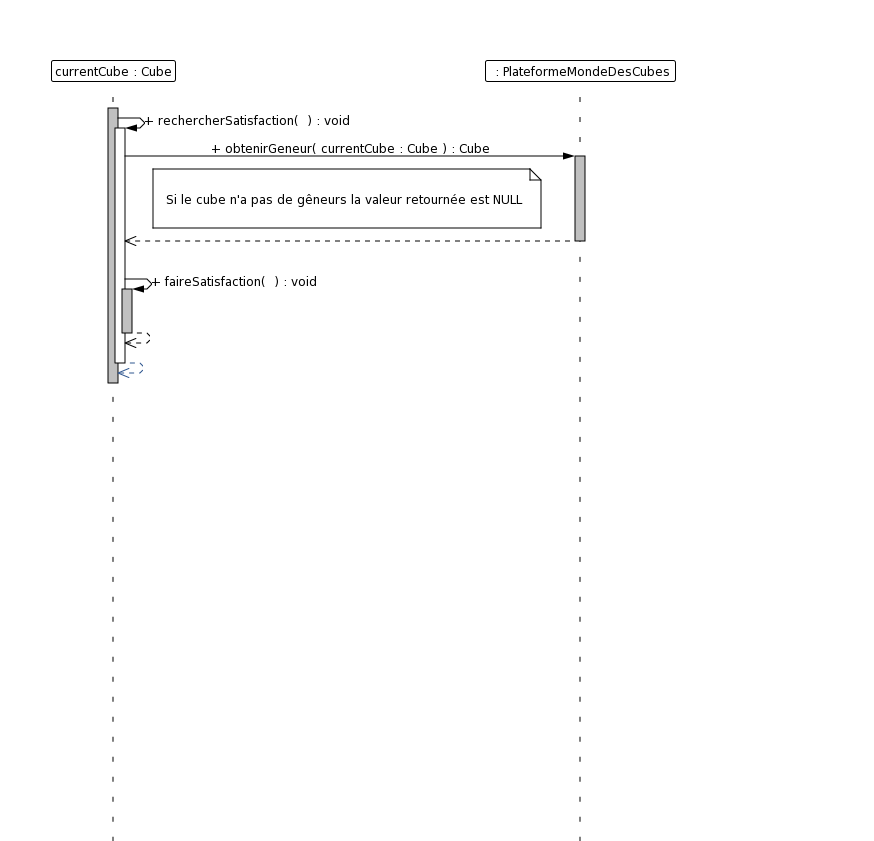 currentCube : Cube
: PlateformeMondeDesCubes
+ rechercherSatisfaction(  ) : void
+ obtenirGeneur( currentCube : Cube ) : Cube
Si le cube n'a pas de gêneurs la valeur retournée est NULL
+ faireSatisfaction(  ) : void